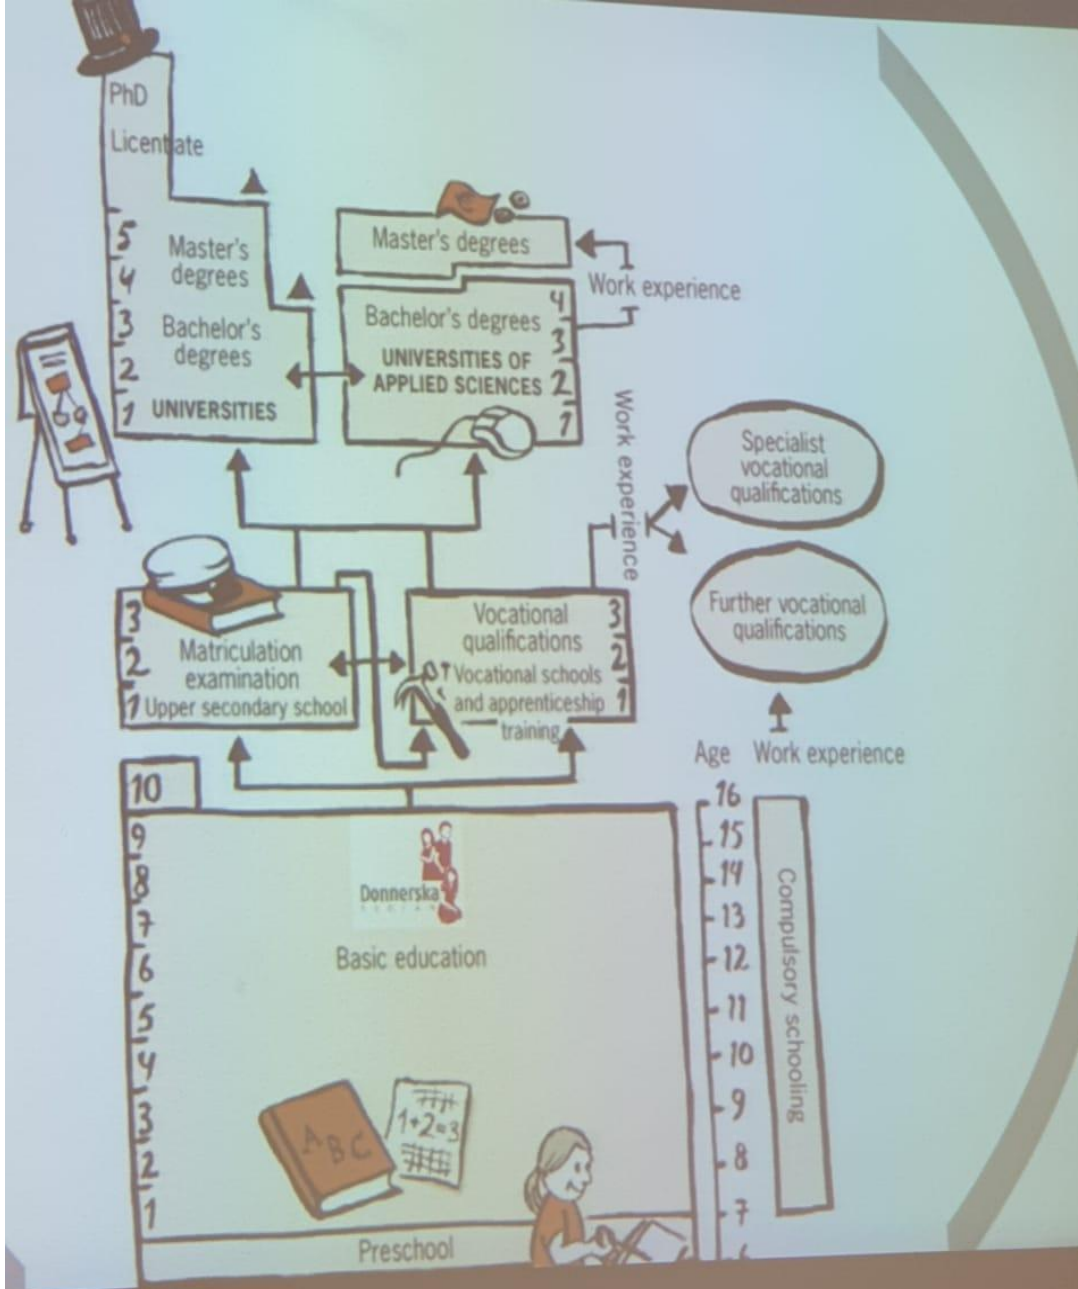 PhD
Licentiate
5
4
3
2
1
Master's
degrees
Bachelor's
degrees
UNIVERSITIES
Master's degrees
Work experience
Bachelor's degrees
UNIVERSITIES OF
APPLIED SCIENCES
4
3
2
1
Work experience
Specialist
vocational
qualifications
Further vocational
qualifications
Work experience
3
2
1
Matriculation
examination
Upper secondary school
Vocational
qualifications
Vocational schools
and apprenticeship
training
3
2
1
10
9
8
7
6
5
4
3
2
1
Donnerska
Basic education
ABC
1+2=3
Preschool
Age
16
15
14
13
12
11
10
9
8
7
6
Compulsory schooling